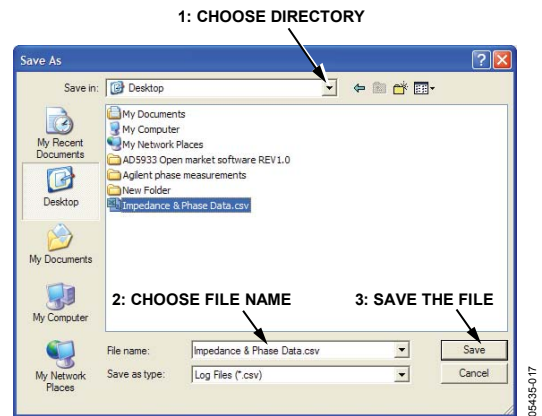 1: CHOOSE DIRECTORY
Save As
Save in:
Desktop
My Recent
Documents
Desktop
My Documents
My Computer
My Network
Places
My Documents
My Computer
My Network Places
AD5933 Open market software REV1.0
Agilent phase measurements
New Folder
Impedance & Phase Data.csv
2: CHOOSE FILE NAME
3: SAVE THE FILE
File name:
Impedance & Phase Data.csv
Save
Save as type:
Log Files (*.csv)
Cancel
05435-017